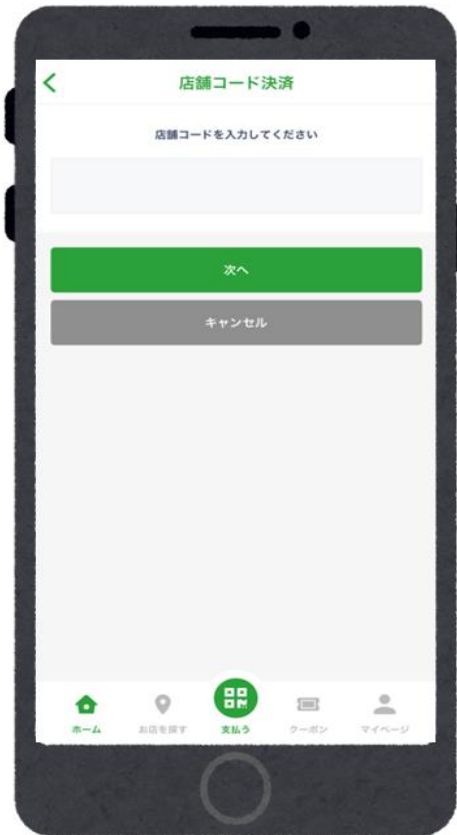 店舗コード決済
店舗コードを入力してください
次へ
キャンセル
ホーム
お店を探す
支払う
クーポン
マイページ